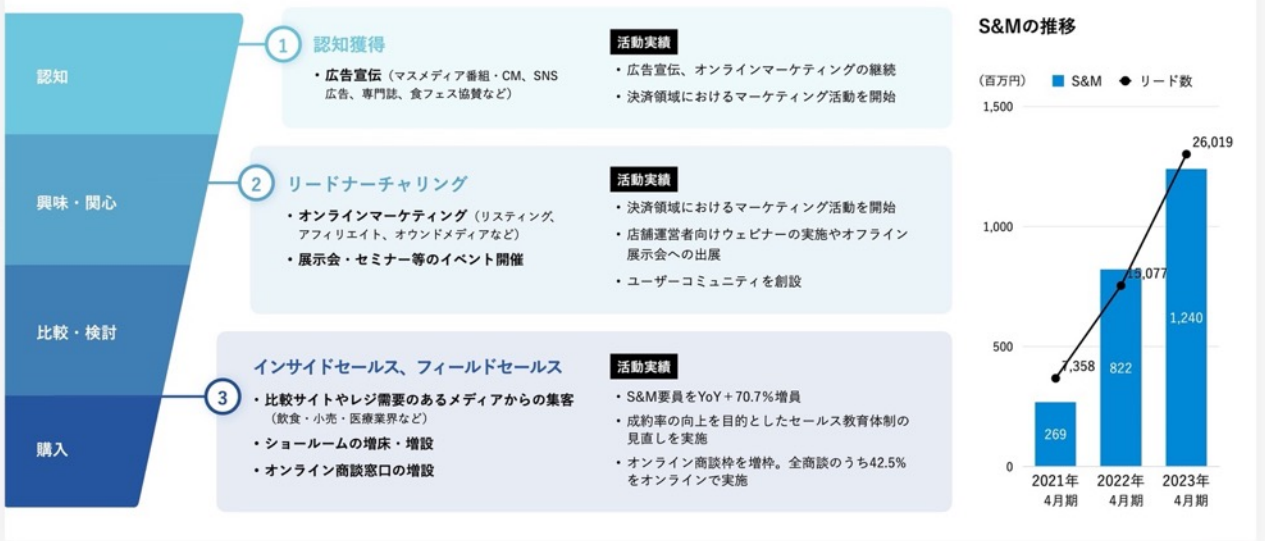 認知
興味・関心
比較・検討
購入
1 認知獲得
・広告宣伝（マスメディア番組・CM、SNS
広告、専門誌、食フェス協賛など）
活動実績
・広告宣伝、オンラインマーケティングの継続
・決済領域におけるマーケティング活動を開始
2 リードナーチャリング
・オンラインマーケティング（リスティング、
アフィリエイト、オウンドメディアなど）
・展示会・セミナー等のイベント開催
活動実績
・決済領域におけるマーケティング活動を開始
・店舗運営者向けウェビナーの実施やオフライン
展示会への出展
・ユーザーコミュニティを創設
3 インサイドセールス、フィールドセールス
・比較サイトやレジ需要のあるメディアからの集客
（飲食・小売・医療業界など）
・ショールームの増床・増設
・オンライン商談窓口の増設
活動実績
・S&M要員をYoY＋70.7%増員
・成約率の向上を目的としたセールス教育体制の
見直しを実施
・オンライン商談枠を増枠。全商談のうち42.5%
をオンラインで実施
S&Mの推移
（百万円） S&M リード数
1,500
1,000
500
0
26,019
15,077
7,358
1,240
822
269
2021年 2022年 2023年
4月期 4月期 4月期